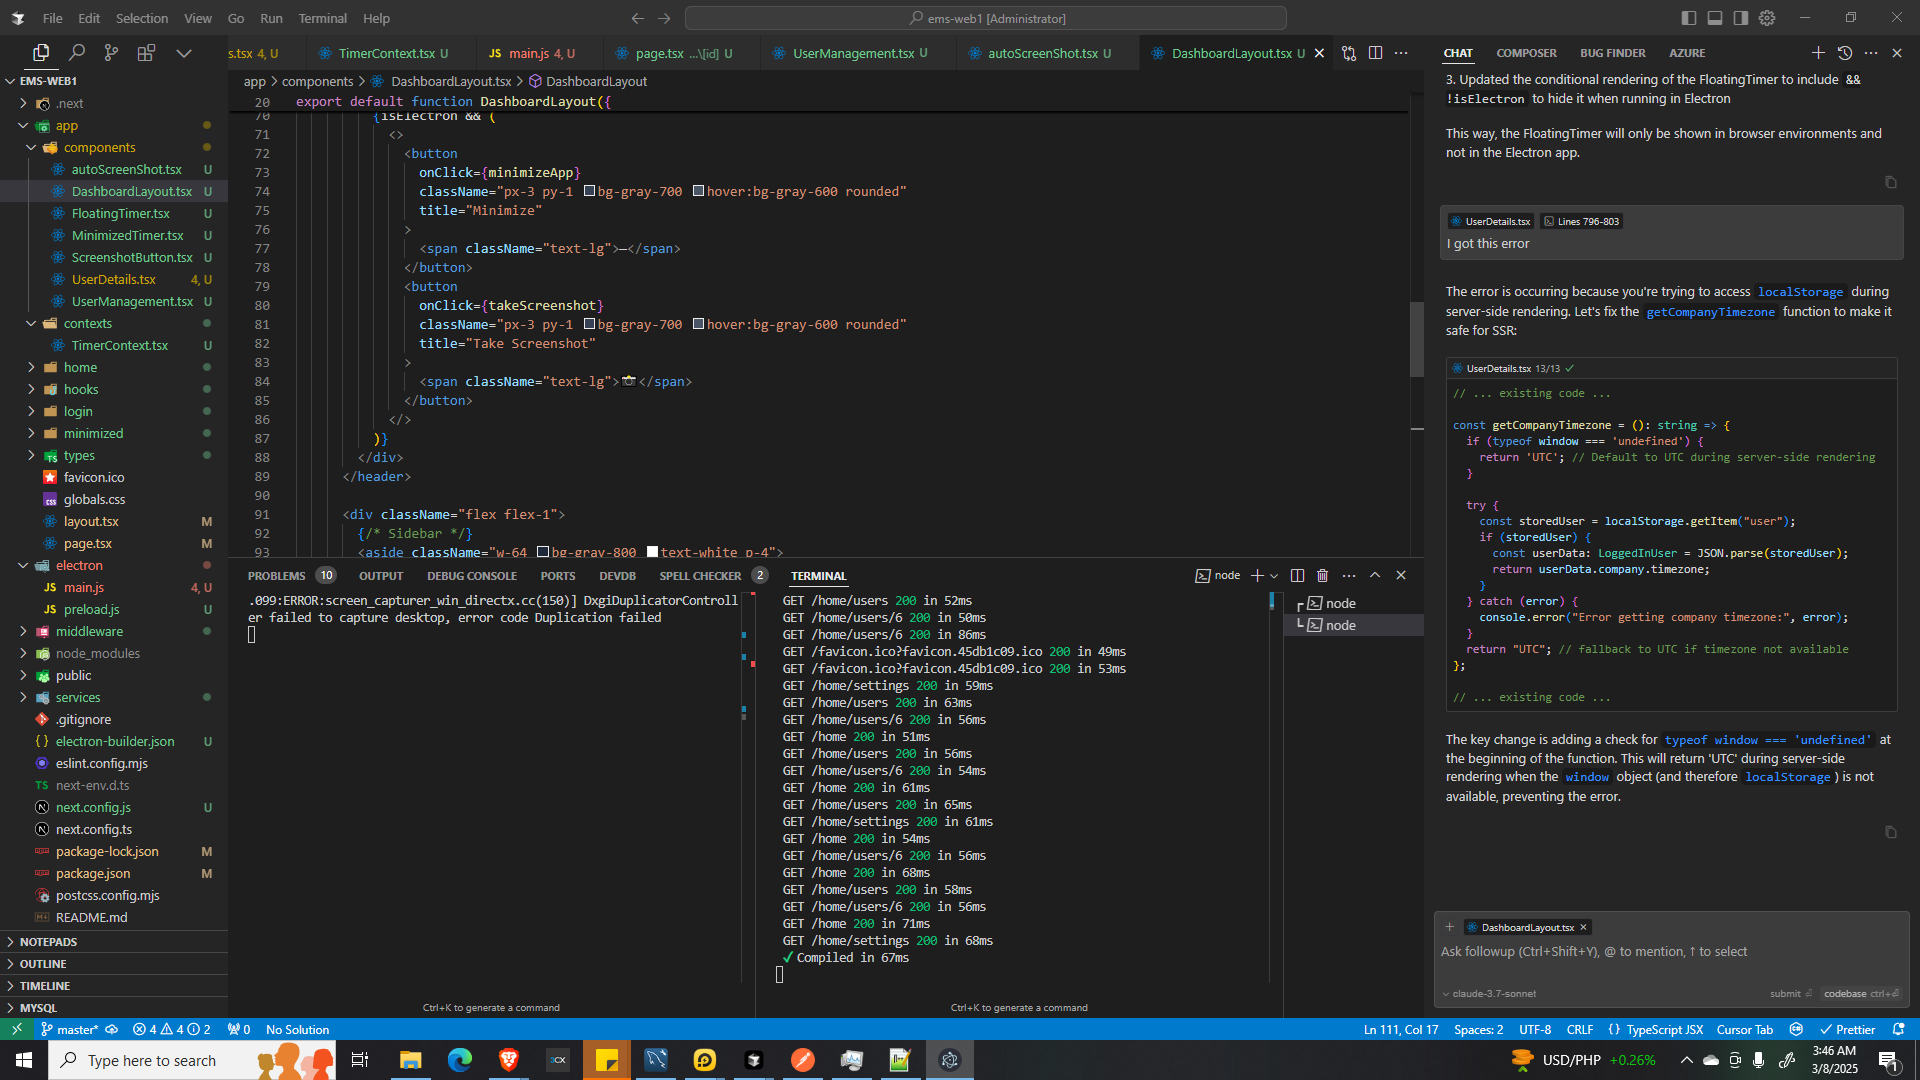 File Edit Selection View Go Run Terminal Help
ems-web1 [Administrator]
EMS-WEB1
.next
app
components
autoScreenShot.tsx U
DashboardLayout.tsx U
FloatingTimer.tsx U
MinimizedTimer.tsx U
ScreenshotButton.tsx U
UserDetails.tsx 4, U
UserManagement.tsx U
contexts
TimerContext.tsx U
home
hooks
login
minimized
types
favicon.ico
globals.css
layout.tsx M
page.tsx M
electron
main.js 4, U
preload.js U
middleware
node_modules
public
services
.gitignore
electron-builder.json U
eslint.config.mjs
next-env.d.ts
next.config.js U
next.config.ts
package-lock.json M
package.json M
postcss.config.mjs
README.md
NOTEPADS
OUTLINE
TIMELINE
MYSQL
s.tsx 4, U TimerContext.tsx U main.js 4, U page.tsx ...\[id] U UserManagement.tsx U autoScreenShot.tsx U DashboardLayout.tsx U
app > components > DashboardLayout.tsx > DashboardLayout
20 export default function DashboardLayout({
70 {isElectron && (
71 <>
72 <button
73 onClick={minimizeApp}
74 className="px-3 py-1 bg-gray-700 hover:bg-gray-600 rounded"
75 title="Minimize"
76 >
77 <span className="text-lg">—</span>
78 </button>
79 <button
80 onClick={takeScreenshot}
81 className="px-3 py-1 bg-gray-700 hover:bg-gray-600 rounded"
82 title="Take Screenshot"
83 >
84 <span className="text-lg">📷</span>
85 </button>
86 </>
87 )}
88 </div>
89 </header>
90
91 <div className="flex flex-1">
92 {/* Sidebar */}
93 <aside className="w-64 bg-gray-800 text-white p-4">
PROBLEMS 10 OUTPUT DEBUG CONSOLE PORTS DEVDB SPELL CHECKER 2 TERMINAL
node
.099:ERROR:screen_capturer_win_directx.cc(150)] DxgiDuplicatorControll
er failed to capture desktop, error code Duplication failed
Ctrl+K to generate a command
GET /home/users 200 in 52ms
GET /home/users/6 200 in 50ms
GET /home/users/6 200 in 86ms
GET /favicon.ico?favicon.45db1c09.ico 200 in 49ms
GET /favicon.ico?favicon.45db1c09.ico 200 in 53ms
GET /home/settings 200 in 59ms
GET /home/users 200 in 63ms
GET /home/users/6 200 in 56ms
GET /home 200 in 51ms
GET /home/users 200 in 56ms
GET /home/users/6 200 in 54ms
GET /home 200 in 61ms
GET /home/users 200 in 65ms
GET /home/settings 200 in 61ms
GET /home 200 in 54ms
GET /home/users/6 200 in 56ms
GET /home 200 in 68ms
GET /home/users 200 in 58ms
GET /home/users/6 200 in 56ms
GET /home 200 in 71ms
GET /home/settings 200 in 68ms
✓ Compiled in 67ms
Ctrl+K to generate a command
node
node
CHAT COMPOSER BUG FINDER AZURE
3. Updated the conditional rendering of the FloatingTimer to include &&
!isElectron to hide it when running in Electron
This way, the FloatingTimer will only be shown in browser environments and
not in the Electron app.
UserDetails.tsx Lines 796-803
I got this error
The error is occurring because you're trying to access localStorage during
server-side rendering. Let's fix the getCompanyTimezone function to make it
safe for SSR:
UserDetails.tsx 13/13 ✓
// ... existing code ...
const getCompanyTimezone = (): string => {
if (typeof window === 'undefined') {
return 'UTC'; // Default to UTC during server-side rendering
}
try {
const storedUser = localStorage.getItem("user");
if (storedUser) {
const userData: LoggedInUser = JSON.parse(storedUser);
return userData.company.timezone;
}
} catch (error) {
console.error("Error getting company timezone:", error);
}
return "UTC"; // fallback to UTC if timezone not available
};
// ... existing code ...
The key change is adding a check for typeof window === 'undefined' at
the beginning of the function. This will return 'UTC' during server-side
rendering when the window object (and therefore localStorage ) is not
available, preventing the error.
DashboardLayout.tsx
Ask followup (Ctrl+Shift+Y), @ to mention, ↑ to select
claude-3.7-sonnet submit codebase ctrl+
master* 4 4 2 0 No Solution
Ln 111, Col 17 Spaces: 2 UTF-8 CRLF {} TypeScript JSX Cursor Tab Prettier
Type here to search
USD/PHP +0.26%
3:46 AM
3/8/2025
1